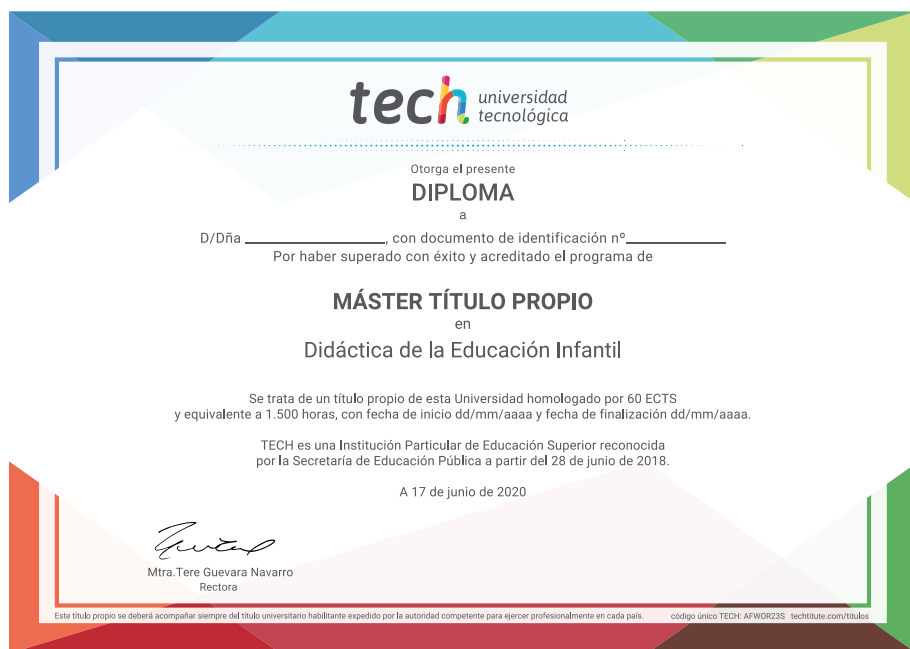 tech universidad
tecnológica
Otorga el presente
DIPLOMA
a
D/Dña ____________________, con documento de identificación nº______________
Por haber superado con éxito y acreditado el programa de
MÁSTER TÍTULO PROPIO
en
Didáctica de la Educación Infantil
Se trata de un título propio de esta Universidad homologado por 60 ECTS
y equivalente a 1.500 horas, con fecha de inicio dd/mm/aaaa y fecha de finalización dd/mm/aaaa.
TECH es una Institución Particular de Educación Superior reconocida
por la Secretaría de Educación Pública a partir del 28 de junio de 2018.
A 17 de junio de 2020
Mtra.Tere Guevara Navarro
Rectora
Este título propio se deberá acompañar siempre del título universitario habilitante expedido por la autoridad competente para ejercer profesionalmente en cada país. código único TECH: AFWOR23S techtitute.com/titulos